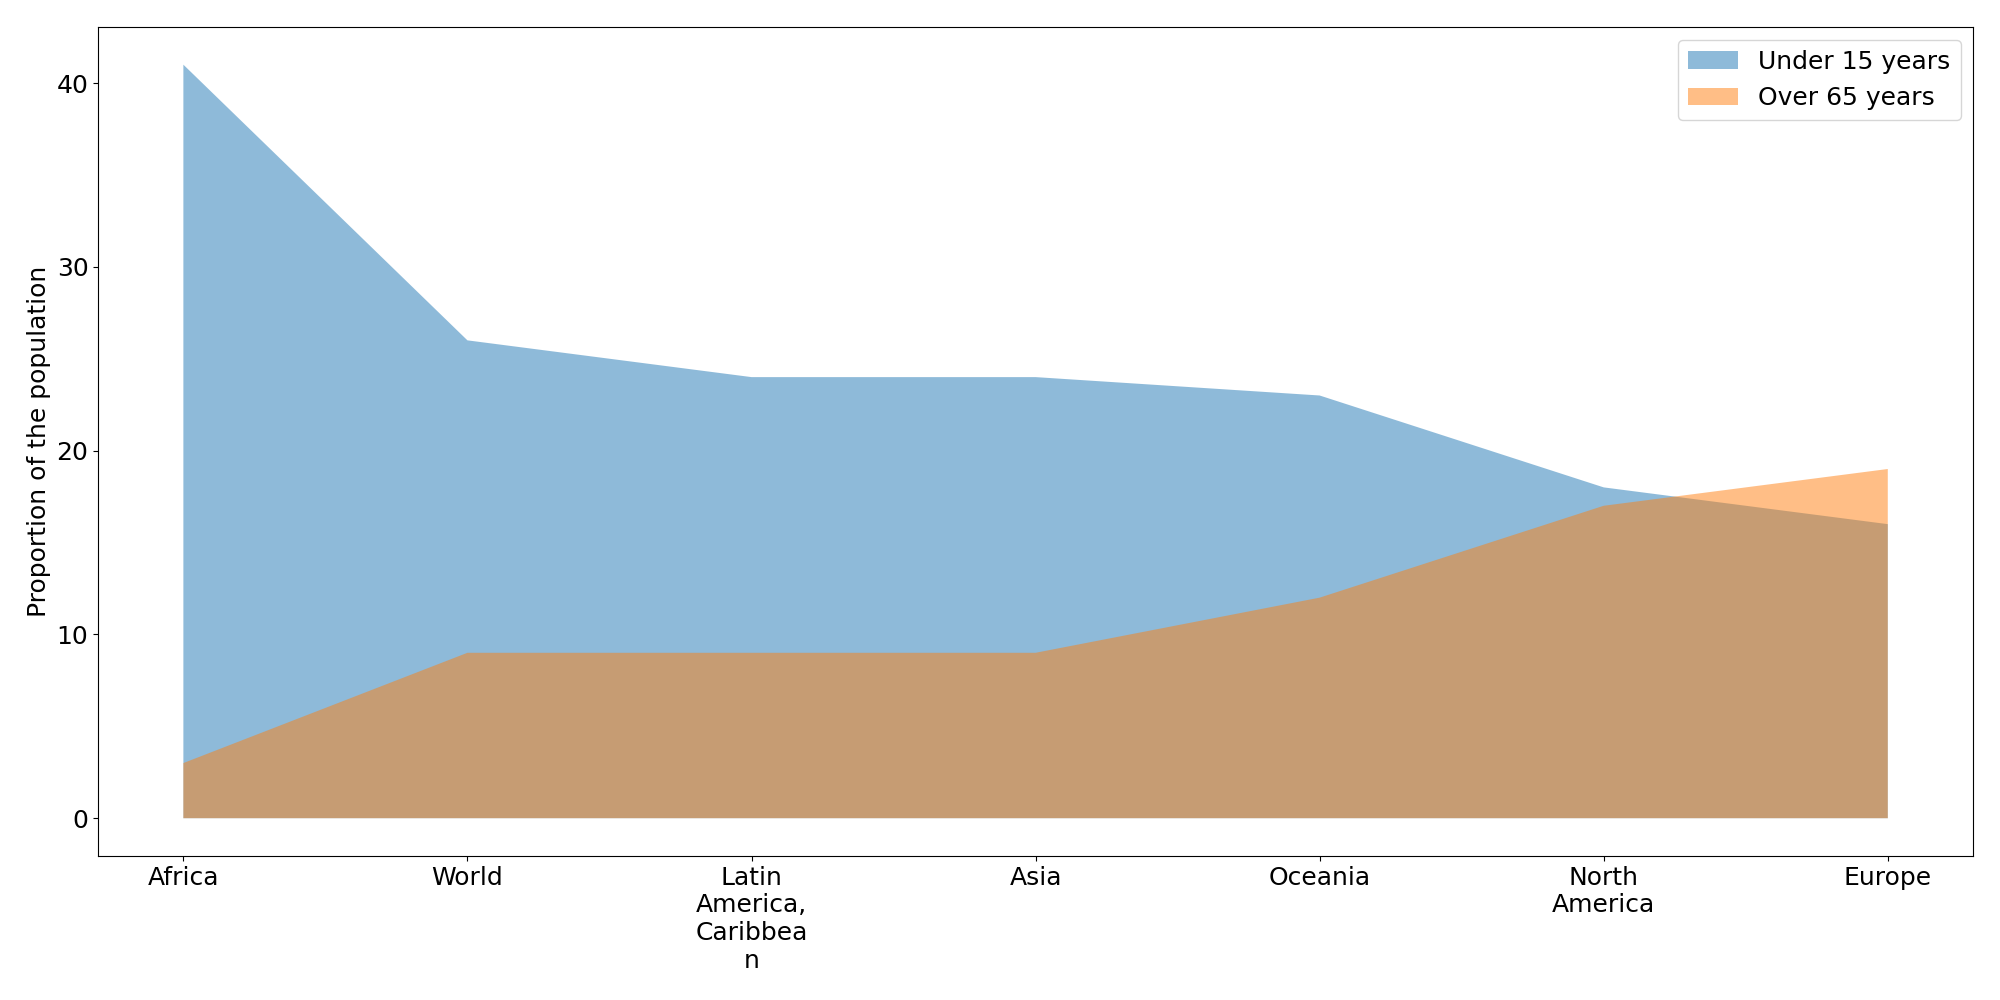 Under 15 years
Over 65 years
Proportion of the population
40
30
20
10
0
Africa
World
Latin
America,
Caribbea
n
Asia
Oceania
North
America
Europe